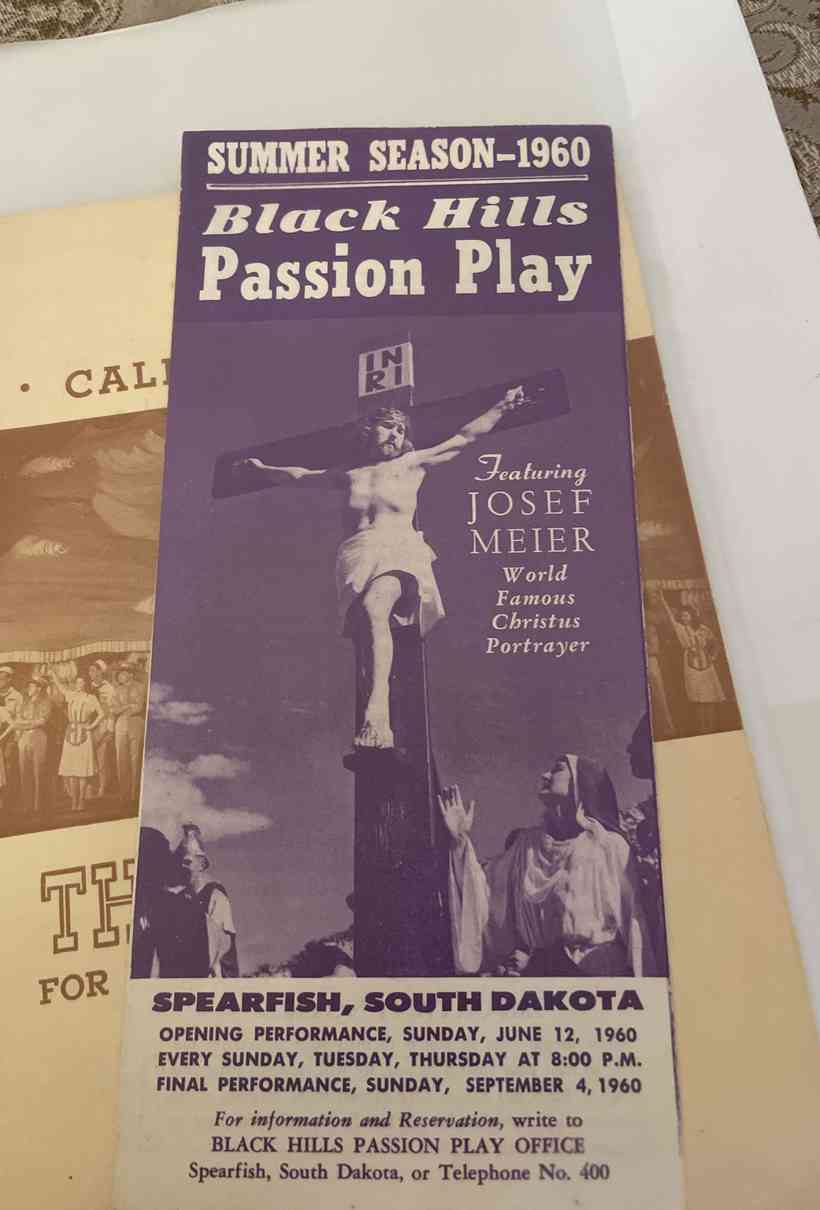 SUMMER SEASON–1960
Black Hills
Passion Play
IN
RI
Featuring
JOSEF
MEIER
World
Famous
Christus
Portrayer
SPEARFISH, SOUTH DAKOTA
OPENING PERFORMANCE, SUNDAY, JUNE 12, 1960
EVERY SUNDAY, TUESDAY, THURSDAY AT 8:00 P.M.
FINAL PERFORMANCE, SUNDAY, SEPTEMBER 4, 1960
For information and Reservation, write to
BLACK HILLS PASSION PLAY OFFICE
Spearfish, South Dakota, or Telephone No. 400
FOR